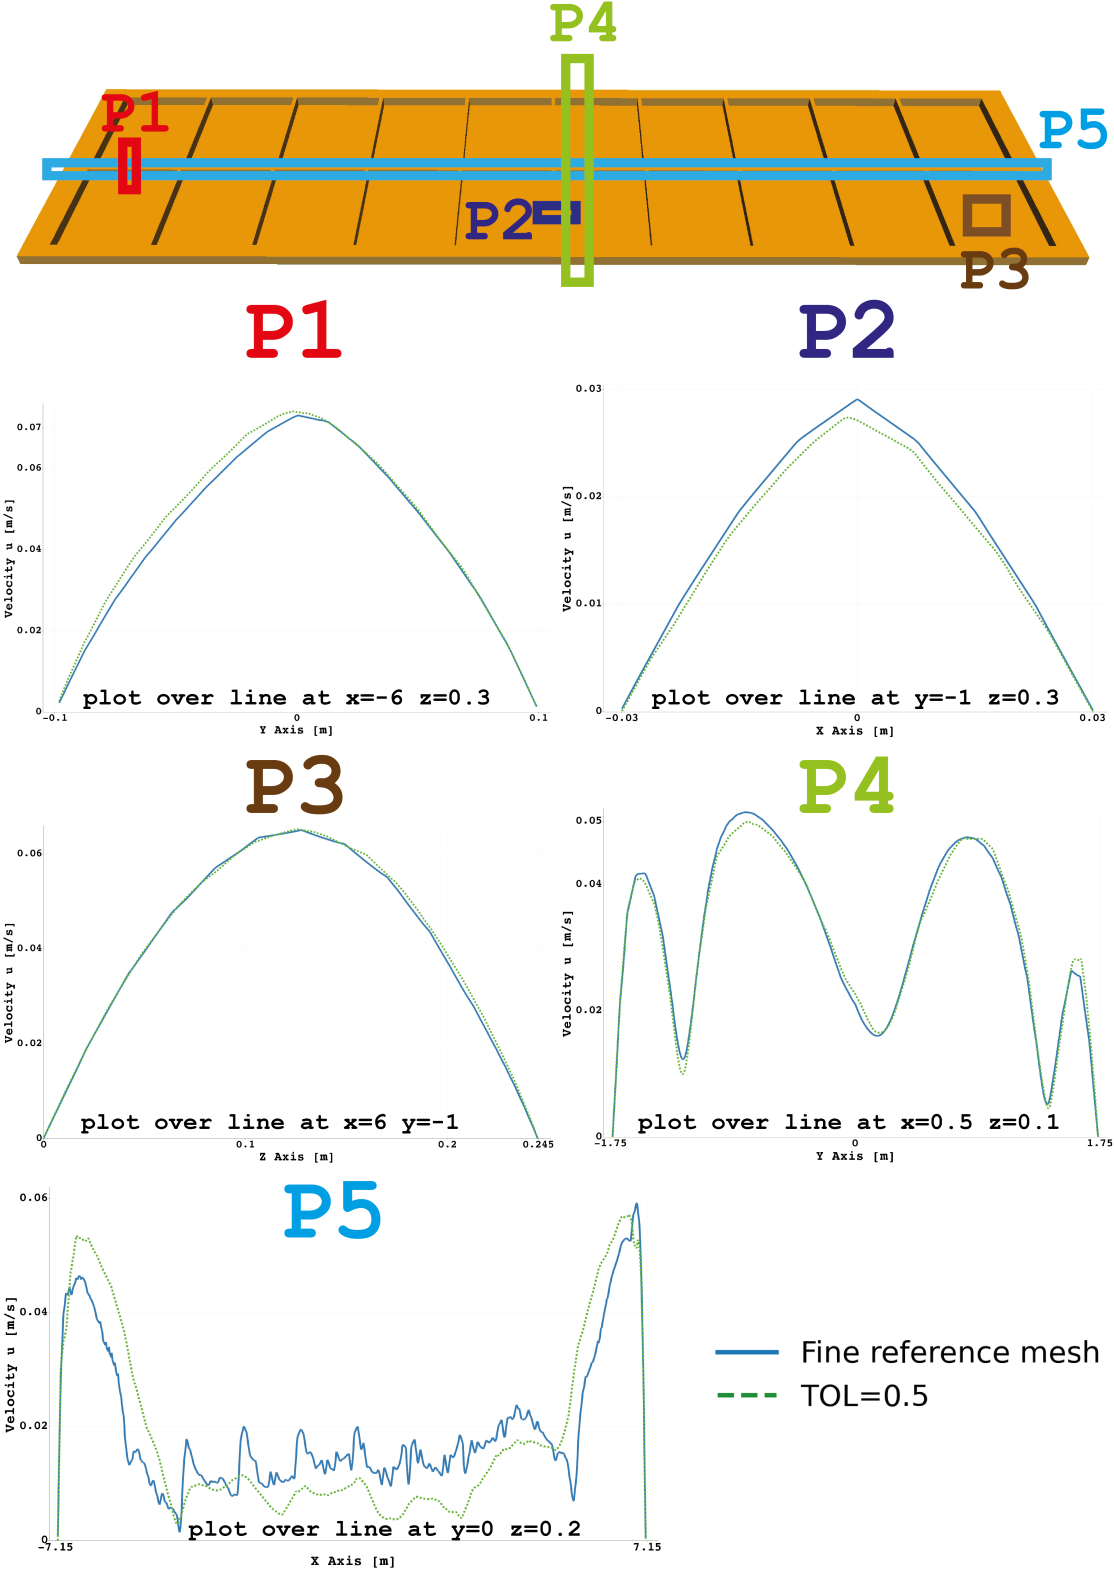 P4
P1
P5
P2
P3
P1
P2
0.07
0.06
0.04
0.02
0
Velocity u [m/s]
plot over line at x=-6 z=0.3
-0.1
0
0.1
Y Axis [m]
0.03
0.02
0.01
0
Velocity u [m/s]
plot over line at y=-1 z=0.3
-0.03
0
0.03
X Axis [m]
P3
P4
0.06
0.04
0.02
0
Velocity u [m/s]
plot over line at x=6 y=-1
0
0.1
0.2
0.245
Z Axis [m]
0.05
0.04
0.02
0
Velocity u [m/s]
plot over line at x=0.5 z=0.1
-1.75
0
1.75
Y Axis [m]
P5
0.06
0.04
0.02
0
Velocity u [m/s]
plot over line at y=0 z=0.2
-7.15
7.15
X Axis [m]
Fine reference mesh
TOL=0.5